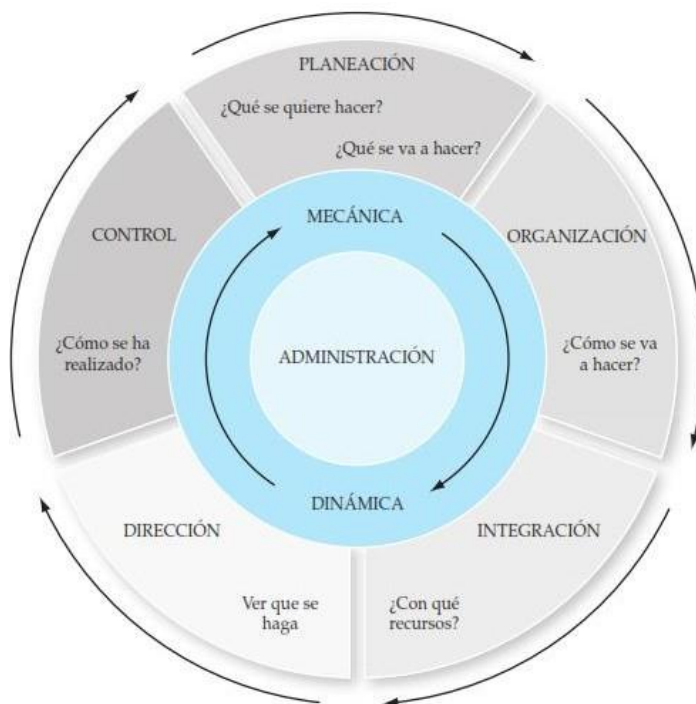 PLANEACIÓN
¿Qué se quiere hacer?
¿Qué se va a hacer?
MECÁNICA
CONTROL
¿Cómo se ha
realizado?
ORGANIZACIÓN
¿Cómo se va
a hacer?
ADMINISTRACIÓN
DINÁMICA
DIRECCIÓN
Ver que se
haga
INTEGRACIÓN
¿Con qué
recursos?